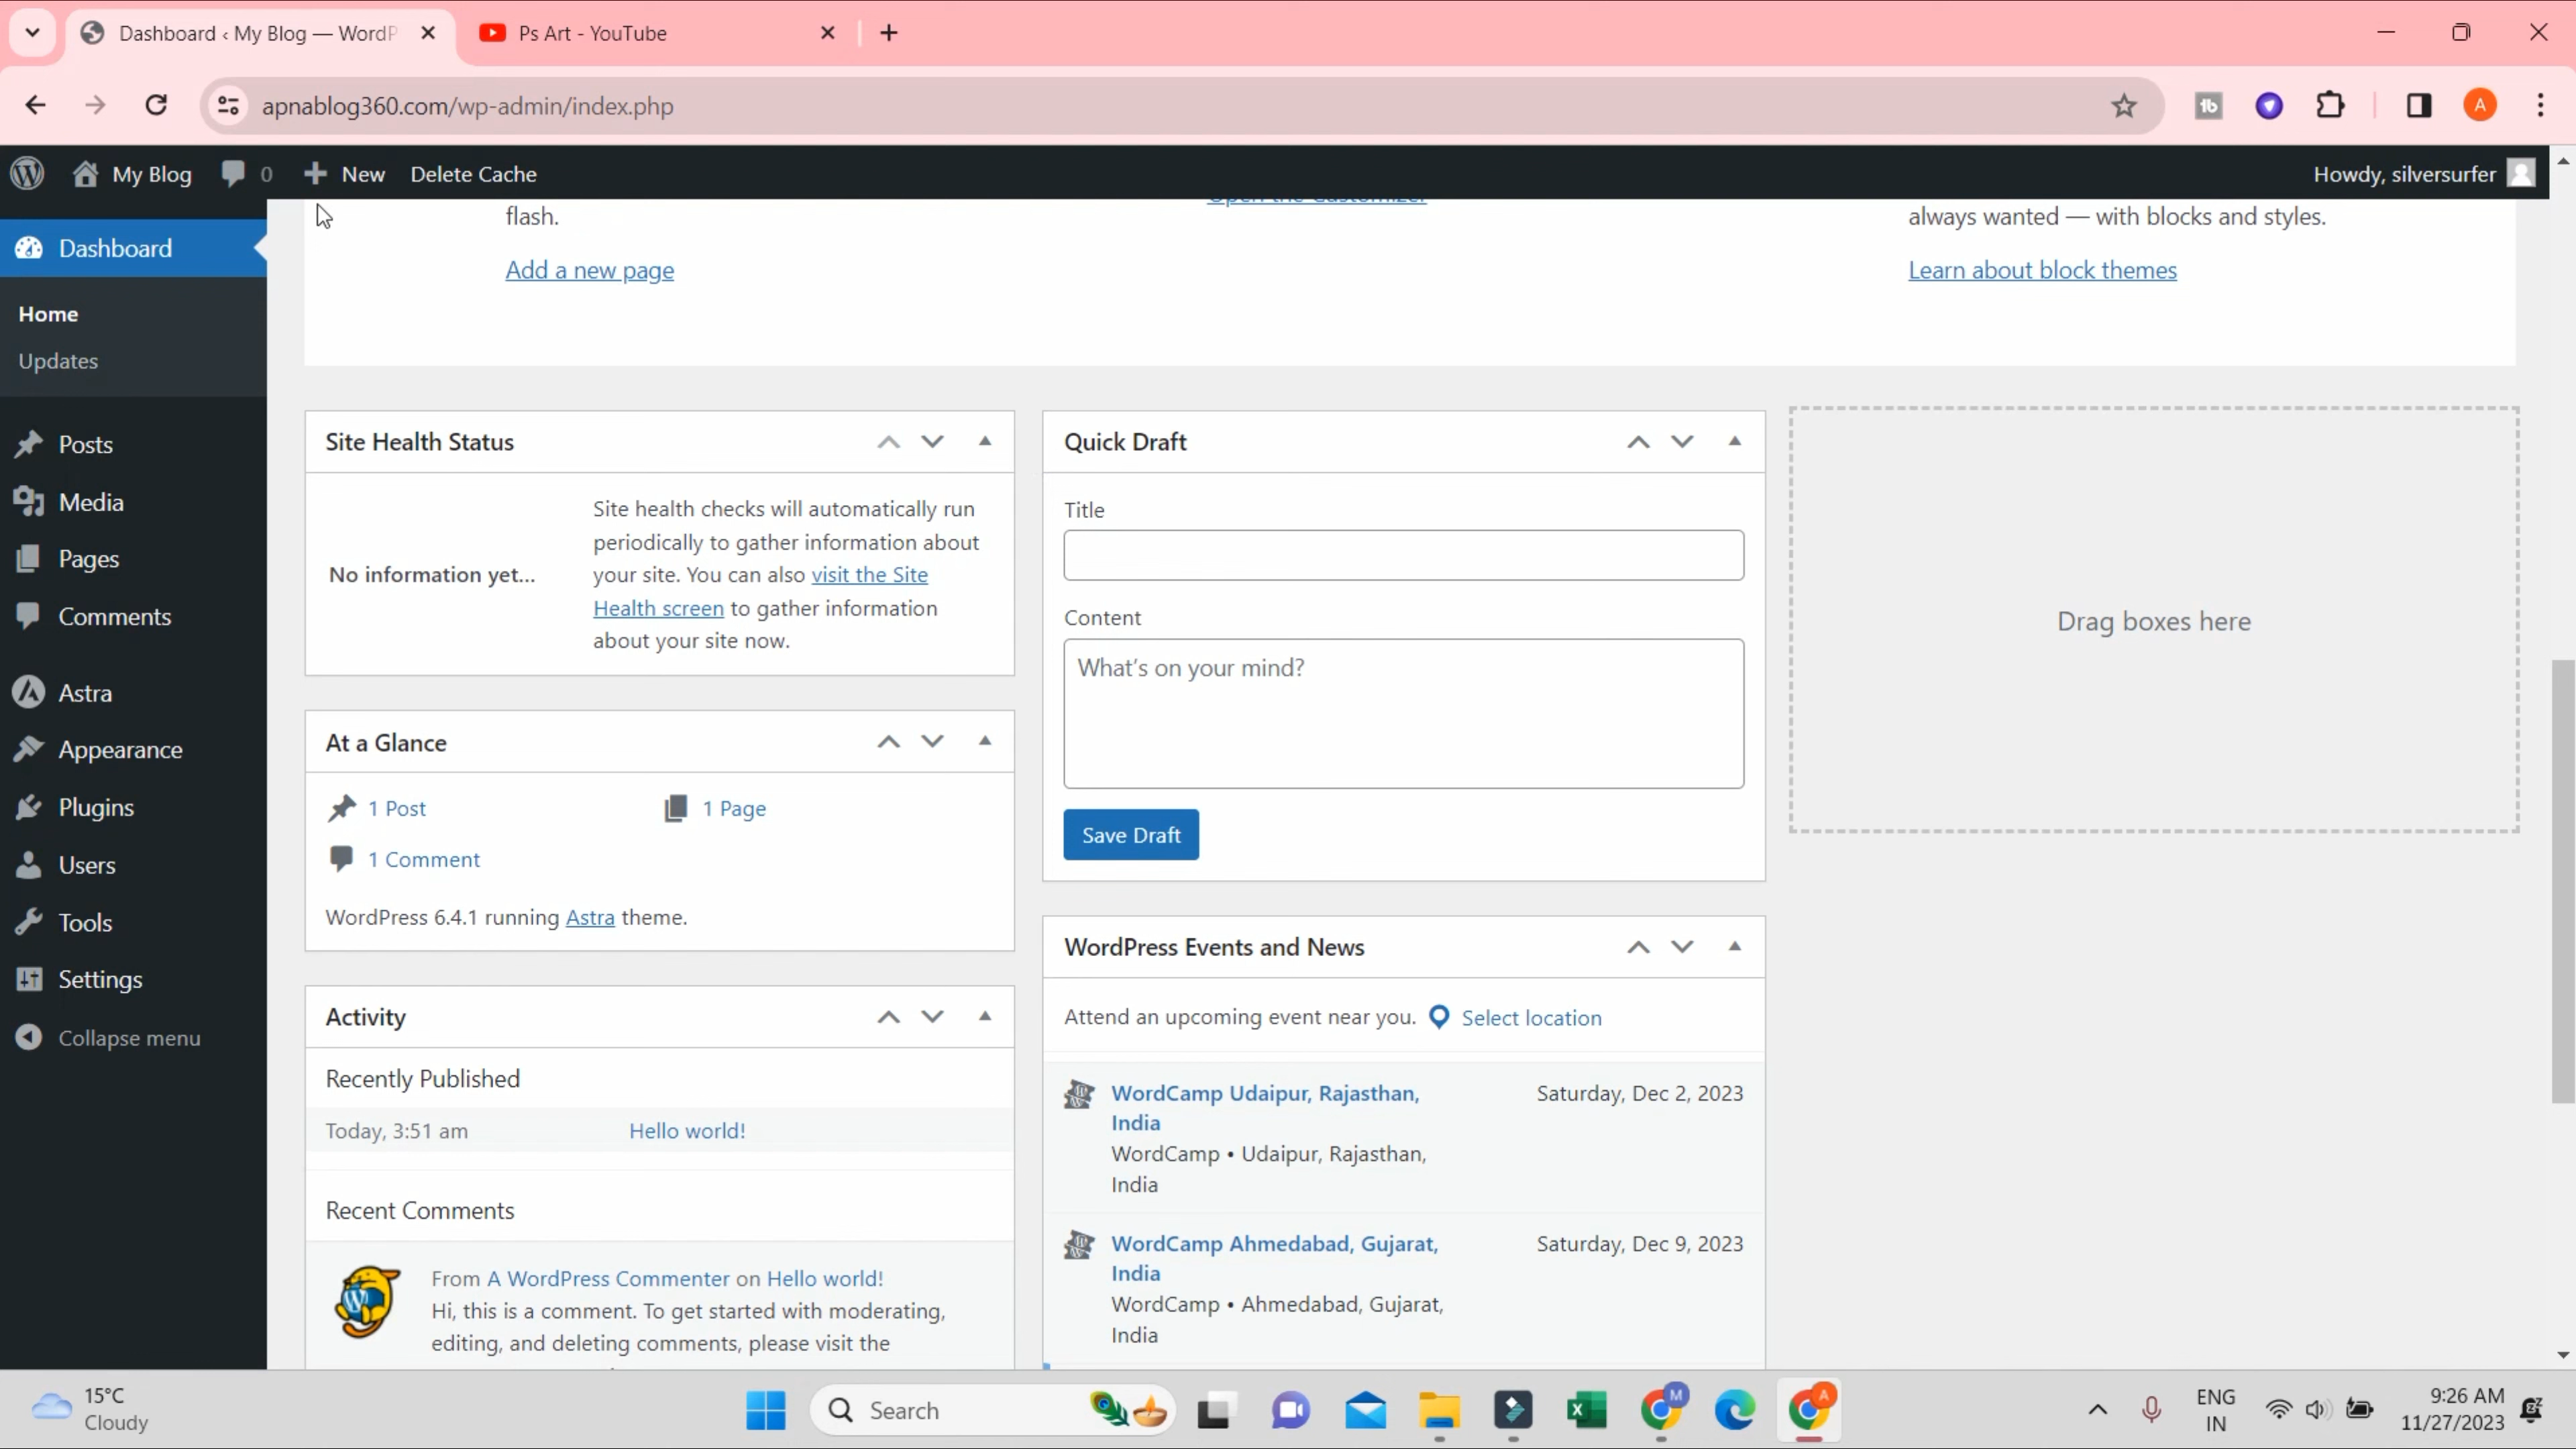 Dashboard ‹ My Blog — WordP
Ps Art - YouTube
apnablog360.com/wp-admin/index.php
A
My Blog
0
New
Delete Cache
Howdy, silversurfer
Dashboard
Home
Updates
Posts
Media
Pages
Comments
Astra
Appearance
Plugins
Users
Tools
Settings
Collapse menu
flash.
Add a new page
Open the Customizer
always wanted — with blocks and styles.
Learn about block themes
Site Health Status
No information yet...
Site health checks will automatically run
periodically to gather information about
your site. You can also visit the Site
Health screen to gather information
about your site now.
At a Glance
1 Post
1 Page
1 Comment
WordPress 6.4.1 running Astra theme.
Activity
Recently Published
Today, 3:51 am
Hello world!
Recent Comments
From A WordPress Commenter on Hello world!
Hi, this is a comment. To get started with moderating,
editing, and deleting comments, please visit the
Quick Draft
Title
Content
What's on your mind?
Save Draft
WordPress Events and News
Attend an upcoming event near you.
Select location
WordCamp Udaipur, Rajasthan,
India
Saturday, Dec 2, 2023
WordCamp • Udaipur, Rajasthan,
India
WordCamp Ahmedabad, Gujarat,
India
Saturday, Dec 9, 2023
WordCamp • Ahmedabad, Gujarat,
India
Drag boxes here
15°C
Cloudy
Search
M
A
ENG
IN
9:26 AM
11/27/2023